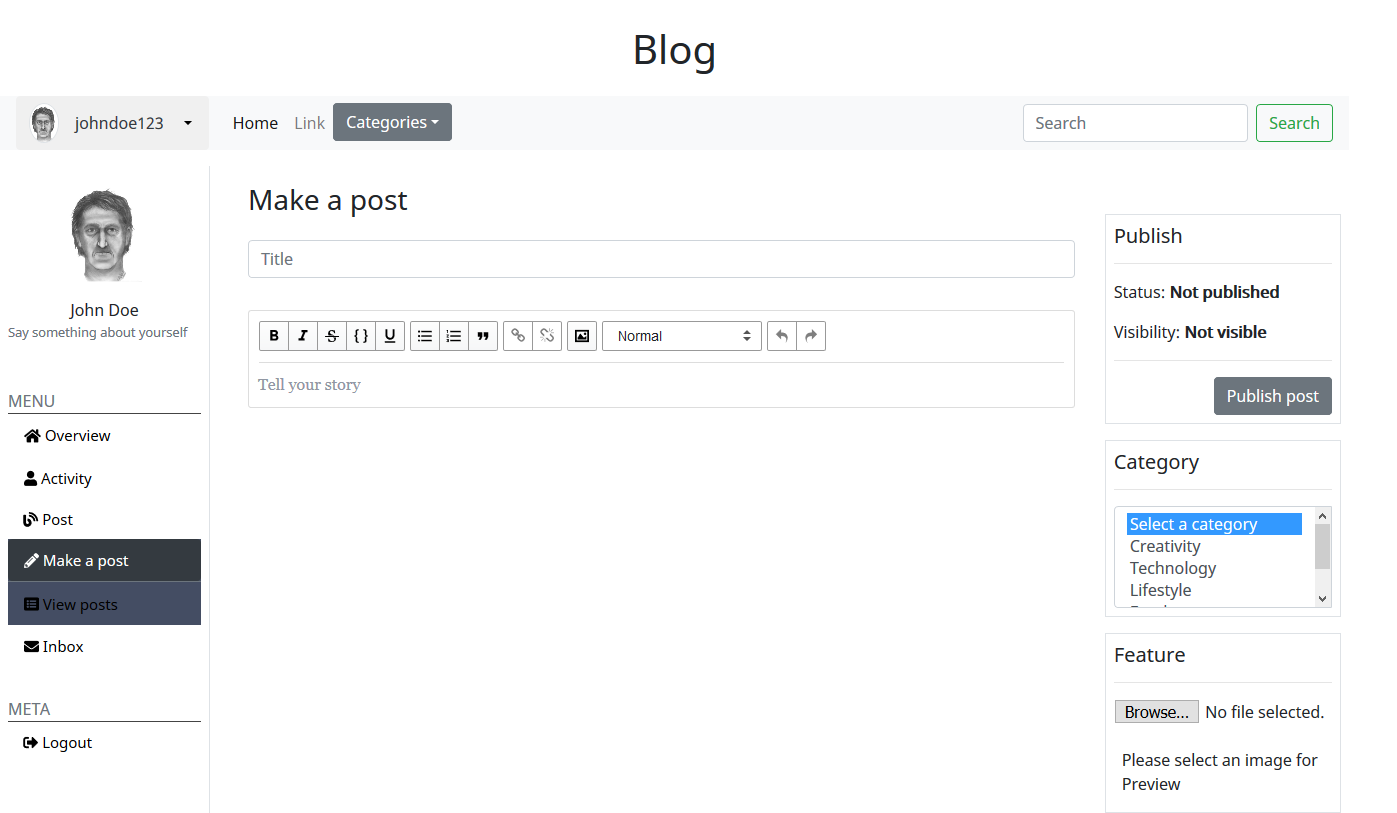 Blog
johndoe123 Home Link Categories Search Search
John Doe
Say something about yourself
MENU
Overview
Activity
Post
Make a post
View posts
Inbox
META
Logout
Make a post
Title
B I S { } U Normal
Tell your story
Publish
Status: Not published
Visibility: Not visible
Publish post
Category
Select a category
Creativity
Technology
Lifestyle
Feature
Browse... No file selected.
Please select an image for
Preview